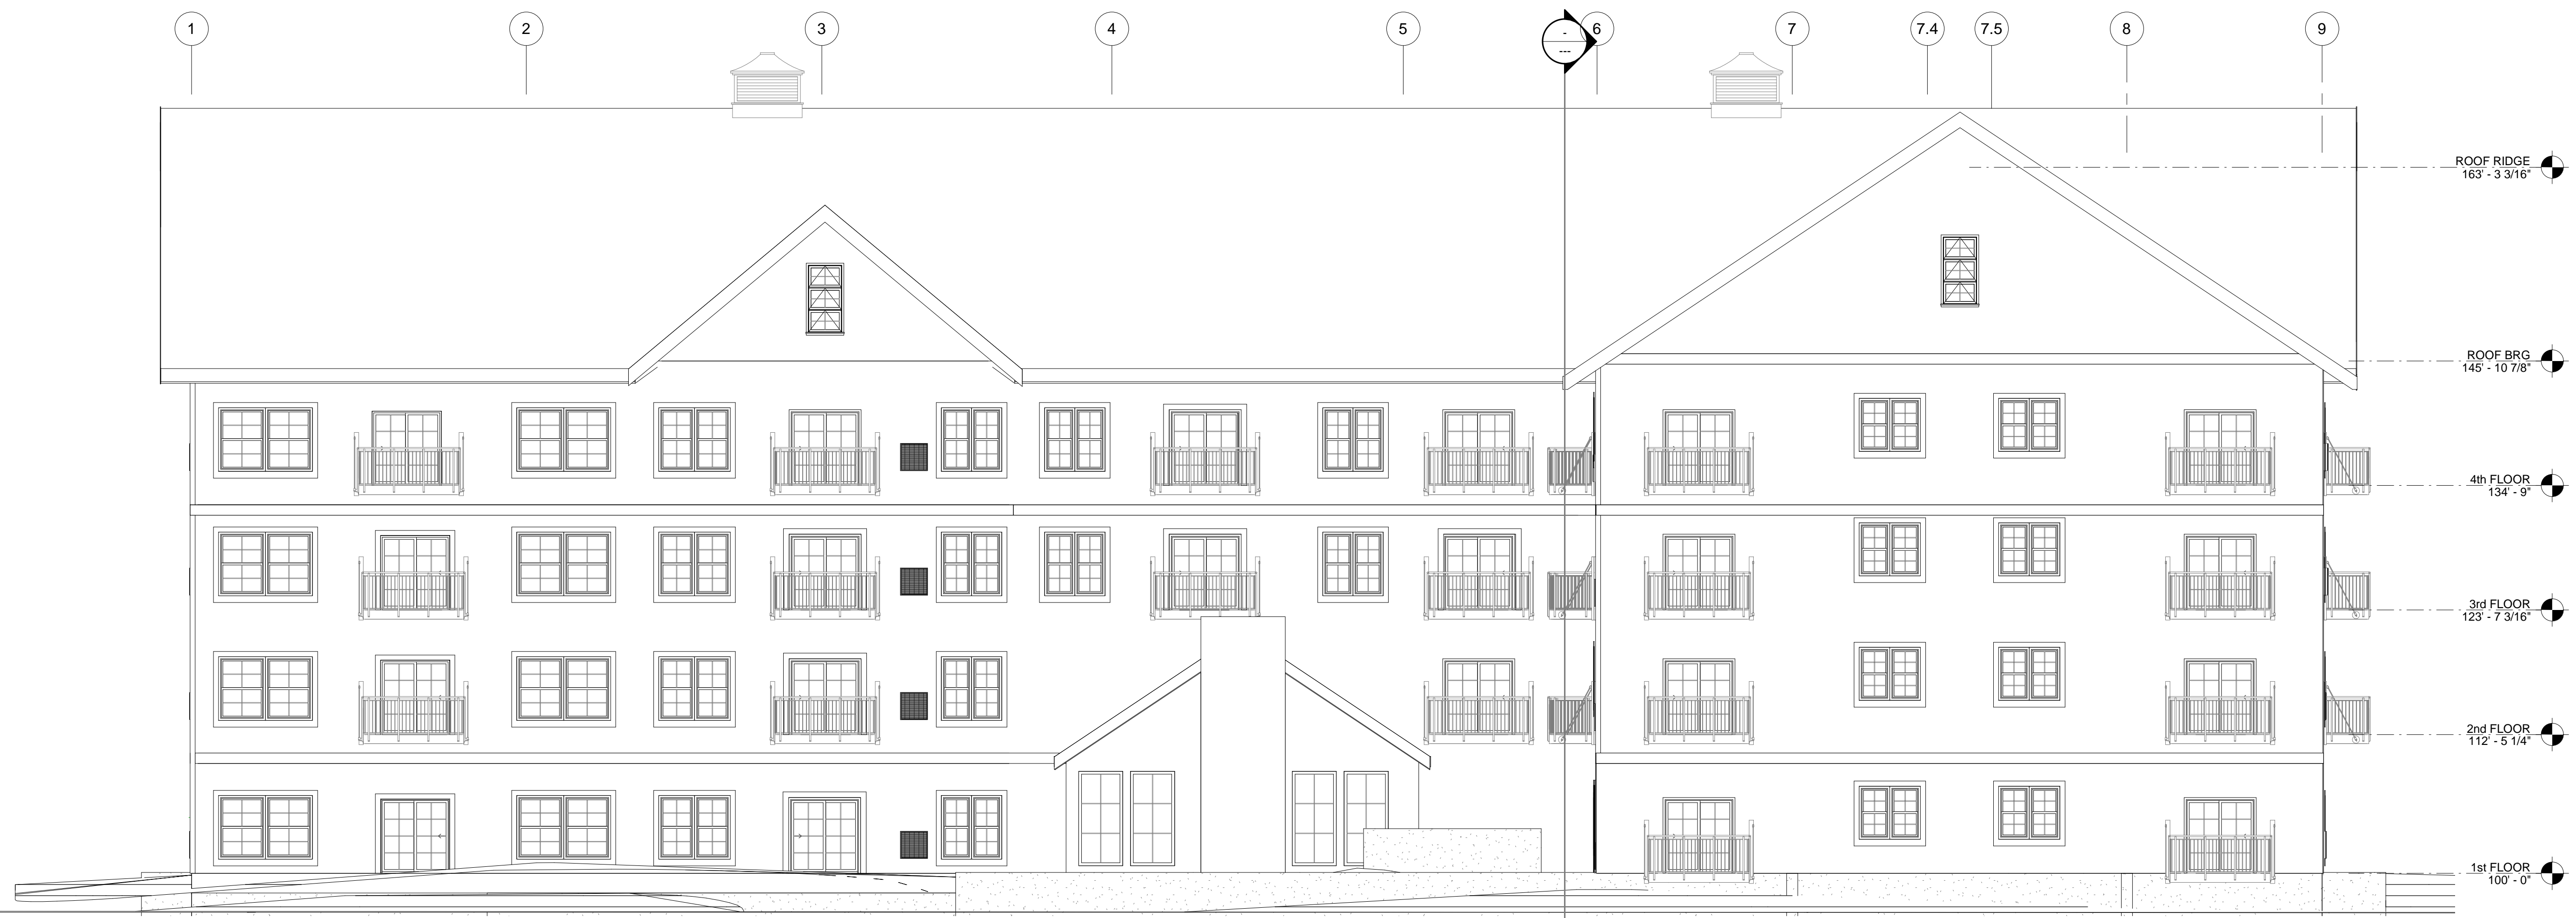 1
2
3
4
5
-
---
6
7
7.4
7.5
8
9
ROOF RIDGE
163' - 3 3/16"
ROOF BRG
145' - 10 7/8"
4th FLOOR
134' - 9"
3rd FLOOR
123' - 7 3/16"
2nd FLOOR
112' - 5 1/4"
1st FLOOR
100' - 0"